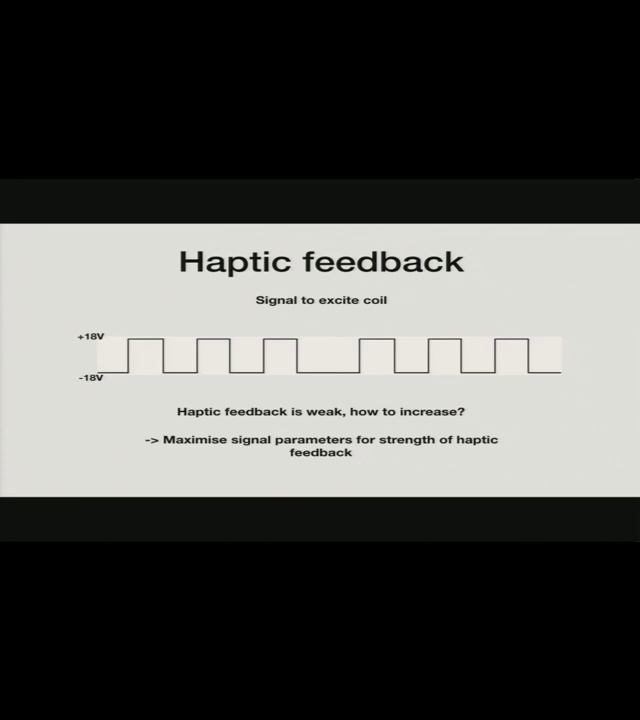 Haptic feedback
Signal to excite coil
+18V
-18V
Haptic feedback is weak, how to increase?
-> Maximise signal parameters for strength of haptic
feedback